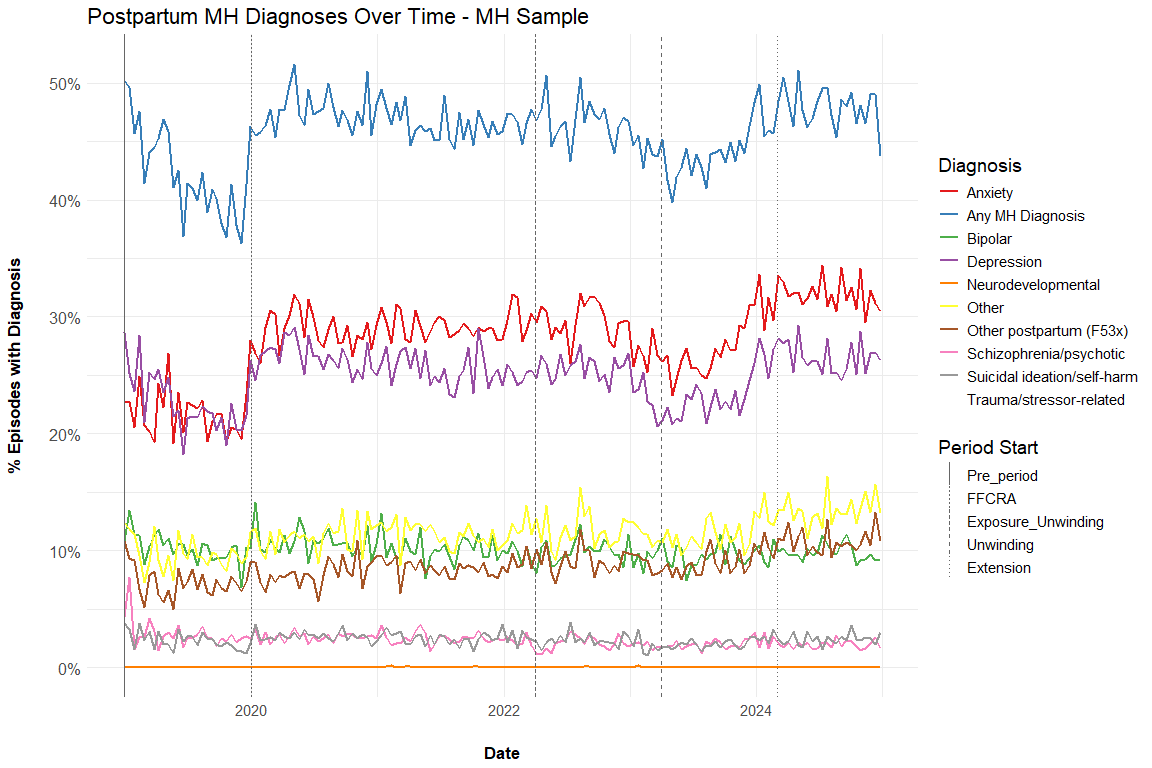 Postpartum MH Diagnoses Over Time - MH Sample
% Episodes with Diagnosis
50%
40%
30%
20%
10%
0%
2020
2022
2024
Date
Diagnosis
Anxiety
Any MH Diagnosis
Bipolar
Depression
Neurodevelopmental
Other
Other postpartum (F53x)
Schizophrenia/psychotic
Suicidal ideation/self-harm
Trauma/stressor-related
Period Start
Pre_period
FFCRA
Exposure_Unwinding
Unwinding
Extension